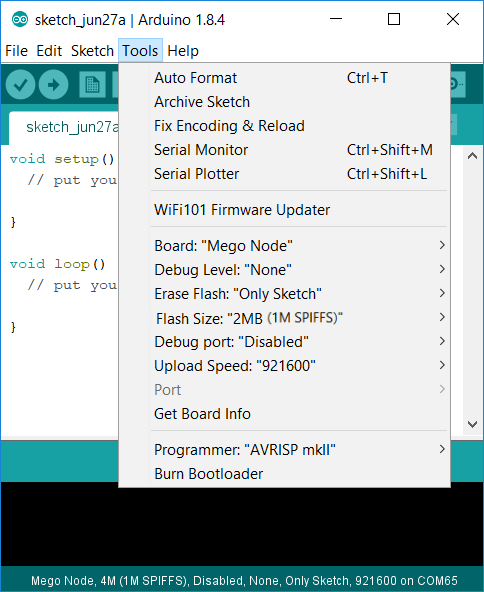 sketch_jun27a | Arduino 1.8.4
File Edit Sketch Tools Help
Auto Format Ctrl+T
Archive Sketch
sketch_jun27a
Fix Encoding & Reload
void setup()
Serial Monitor Ctrl+Shift+M
// put you
Serial Plotter Ctrl+Shift+L
}
WiFi101 Firmware Updater
Board: "Mego Node"
void loop()
Debug Level: "None"
// put you
Erase Flash: "Only Sketch"
Flash Size: "2MB (1M SPIFFS)"
}
Debug port: "Disabled"
Upload Speed: "921600"
Port
Get Board Info
Programmer: "AVRISP mkII"
Burn Bootloader
Mego Node, 4M (1M SPIFFS), Disabled, None, Only Sketch, 921600 on COM65